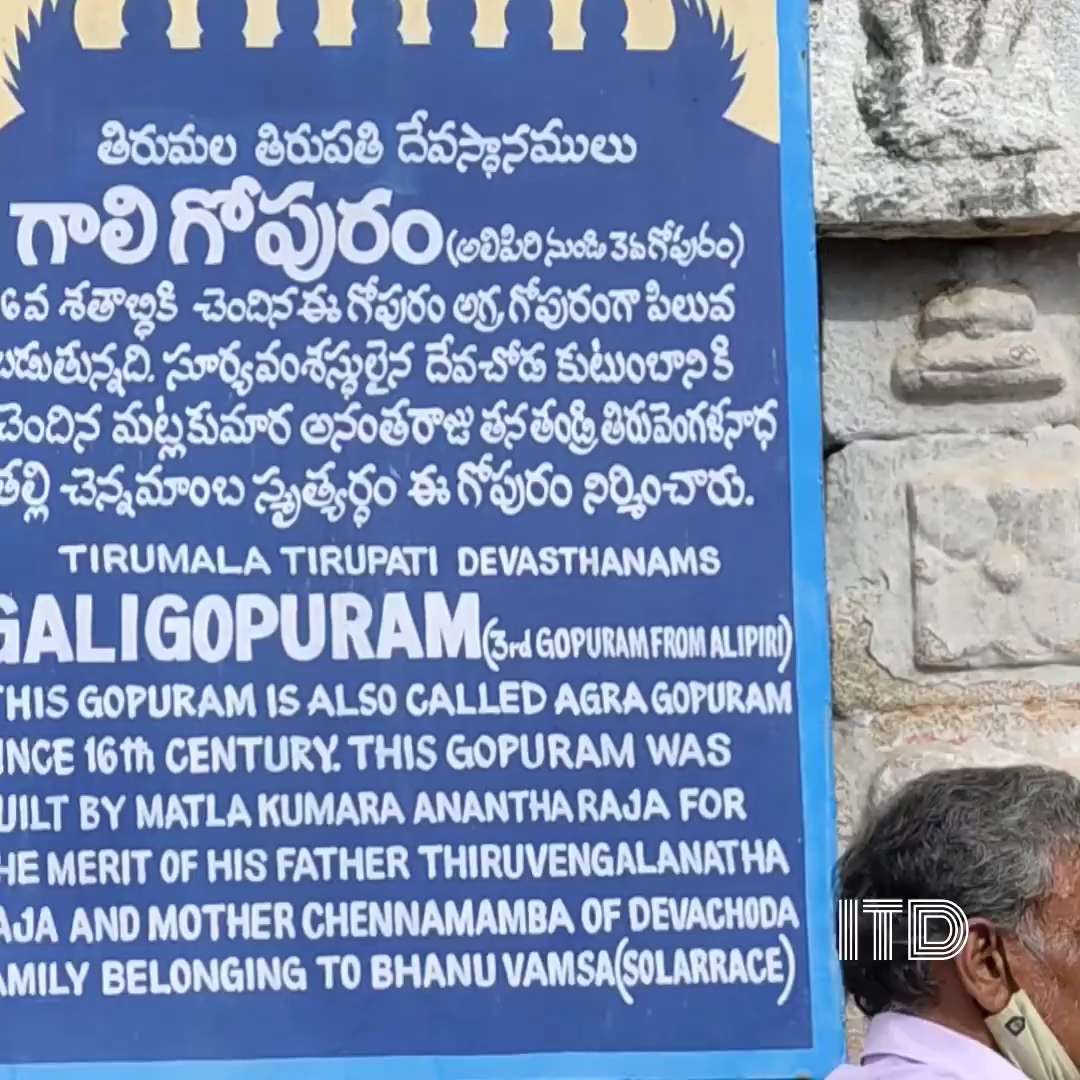 తిరుమల తిరుపతి దేవస్థానములు
గాలి గోపురం (అలిపిరి నుండి 3వ గోపురం)
6వ శతాబ్ధికి చెందిన ఈ గోపురం అగ్ర గోపురంగా పిలువ
బడుతున్నది. సూర్యవంశస్థులైన దేవచోడ కుటుంబానికి
చెందిన మట్లకుమార అనంతరాజు తన తండ్రి తిరువెంగళనాధ
తల్లి చెన్నమాంబ స్మృత్యర్ధం ఈ గోపురం నిర్మించారు.
TIRUMALA TIRUPATI DEVASTHANAMS
GALIGOPURAM (3rd GOPURAM FROM ALIPIRI)
THIS GOPURAM IS ALSO CALLED AGRA GOPURAM
INCE 16th CENTURY. THIS GOPURAM WAS
UILT BY MATLA KUMARA ANANTHA RAJA FOR
HE MERIT OF HIS FATHER THIRUVENGALANATHA
AJA AND MOTHER CHENNAMAMBA OF DEVACHODA
AMILY BELONGING TO BHANU VAMSA(SOLARRACE)
ITD